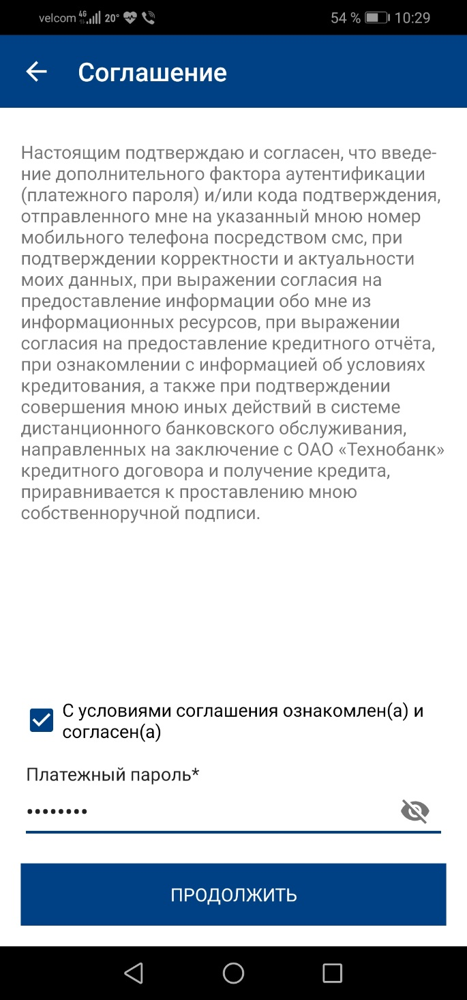 velcom 4G 20° 54 % 10:29
Соглашение
Настоящим подтверждаю и согласен, что введе-
ние дополнительного фактора аутентификации
(платежного пароля) и/или кода подтверждения,
отправленного мне на указанный мною номер
мобильного телефона посредством смс, при
подтверждении корректности и актуальности
моих данных, при выражении согласия на
предоставление информации обо мне из
информационных ресурсов, при выражении
согласия на предоставление кредитного отчёта,
при ознакомлении с информацией об условиях
кредитования, а также при подтверждении
совершения мною иных действий в системе
дистанционного банковского обслуживания,
направленных на заключение с ОАО «Технобанк»
кредитного договора и получение кредита,
приравнивается к проставлению мною
собственноручной подписи.
С условиями соглашения ознакомлен(а) и
согласен(а)
Платежный пароль*
••••••••
ПРОДОЛЖИТЬ